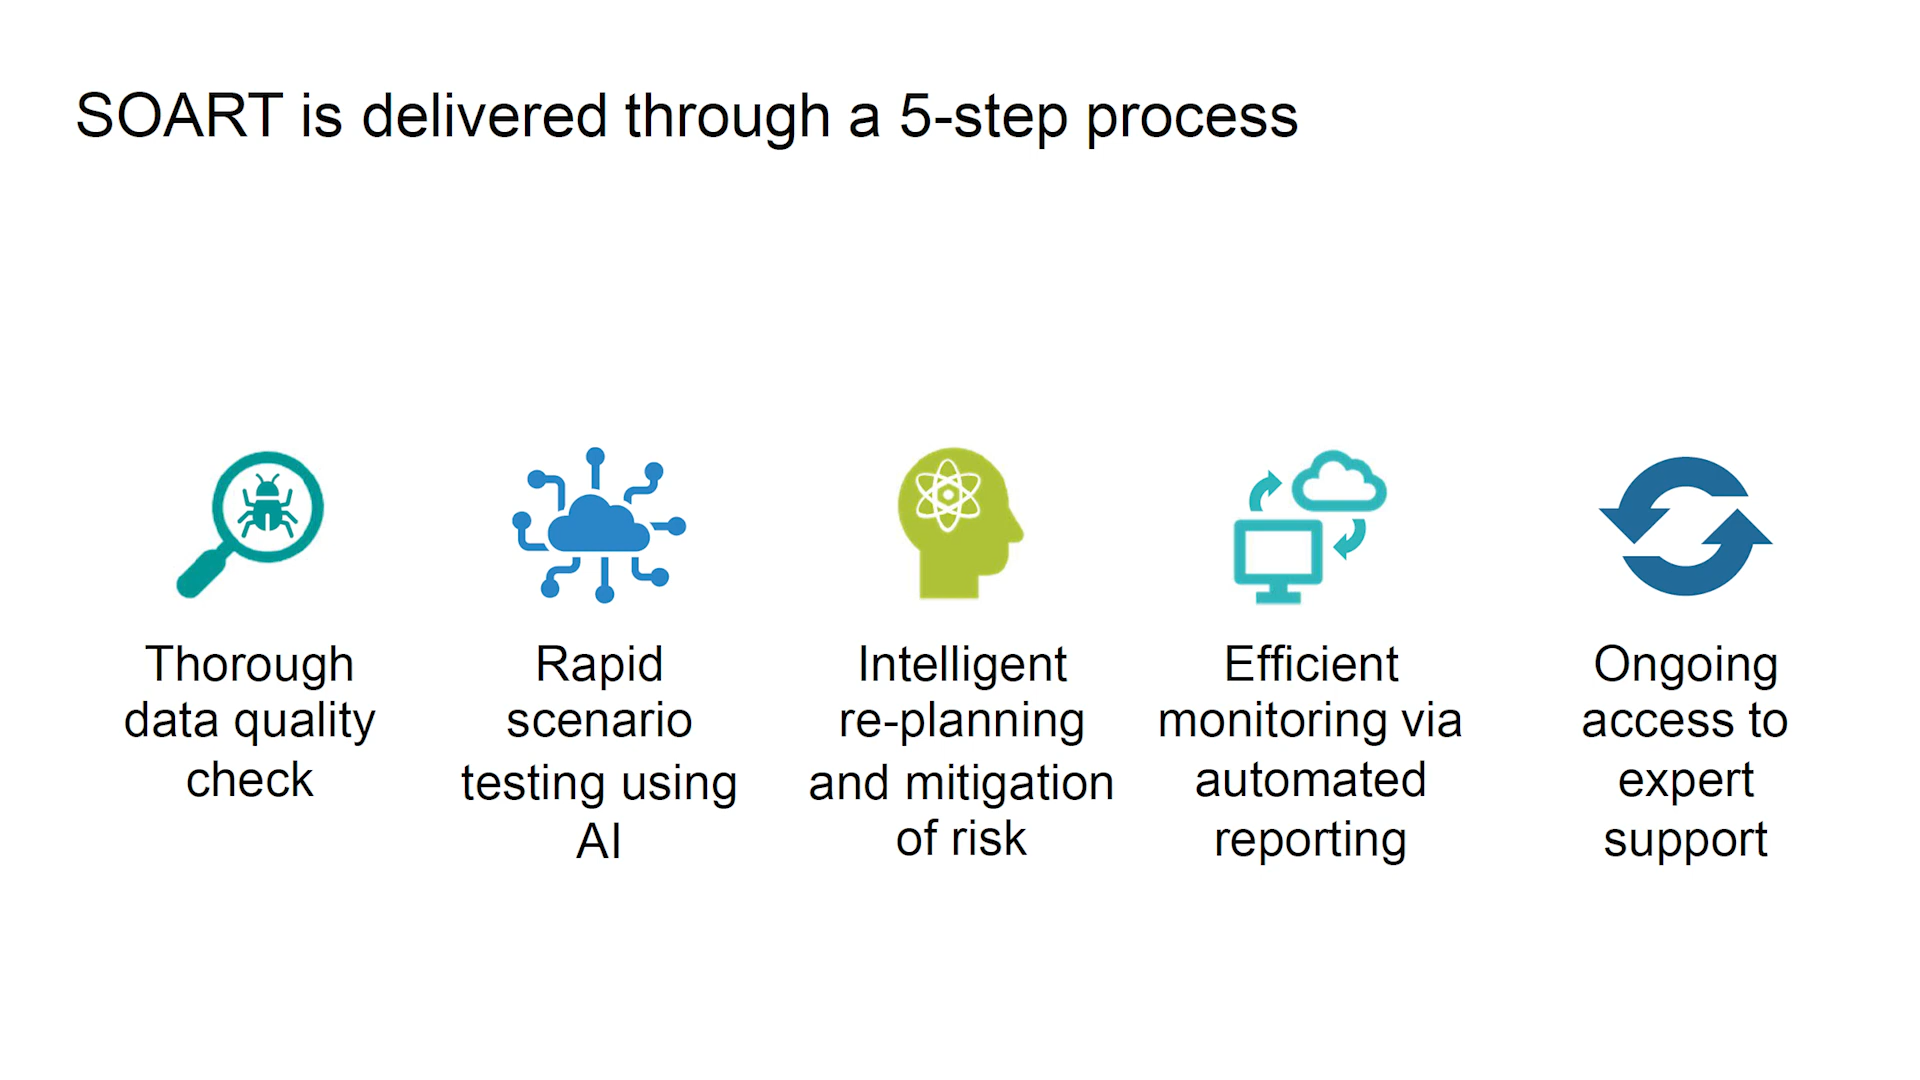 SOART is delivered through a 5-step process
Thorough
data quality
check
Rapid
scenario
testing using
AI
Intelligent
re-planning
and mitigation
of risk
Efficient
monitoring via
automated
reporting
Ongoing
access to
expert
support